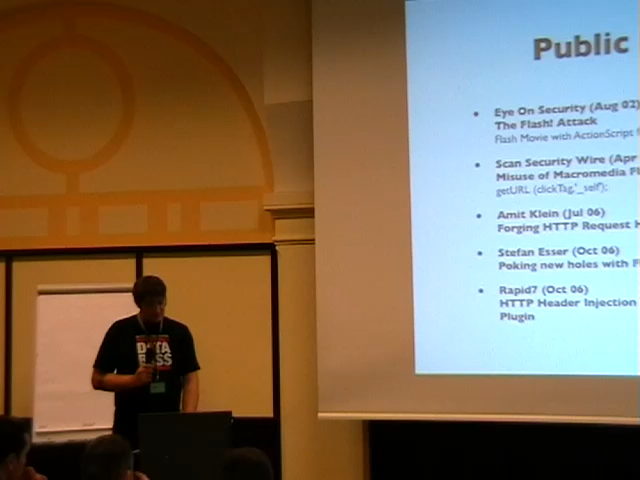 Public
• Eye On Security (Aug 02)
The Flash! Attack
Flash Movie with ActionScript
• Scan Security Wire (Apr
Misuse of Macromedia Fl
getURL (clickTag,'_self');
• Amit Klein (Jul 06)
Forging HTTP Request H
• Stefan Esser (Oct 06)
Poking new holes with F
• Rapid7 (Oct 06)
HTTP Header Injection
Plugin